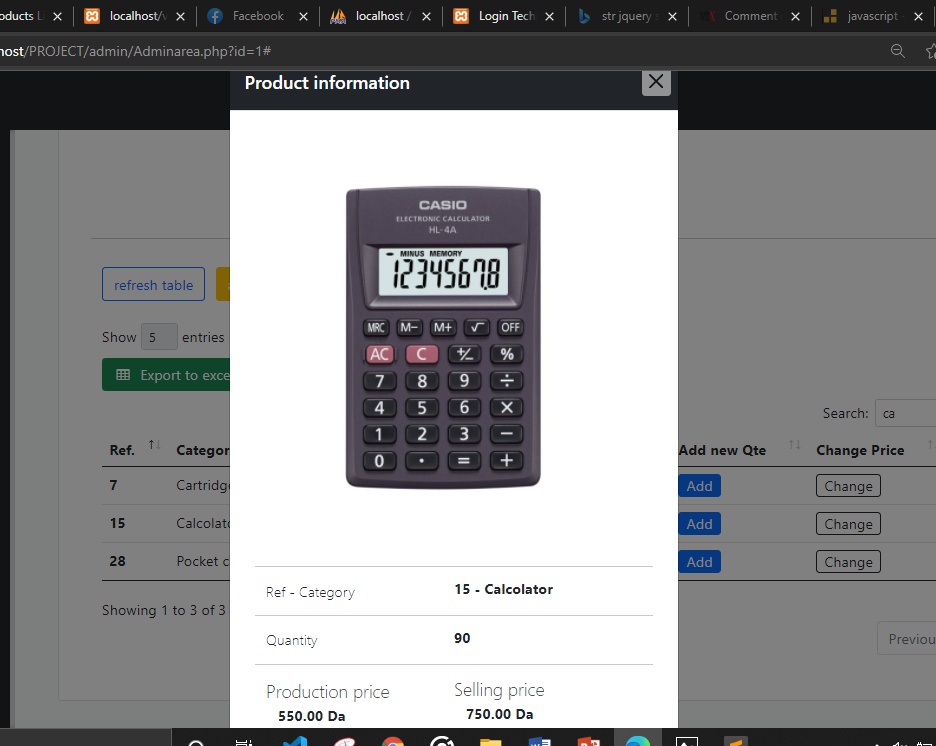 oducts L
localhost/v
Facebook
localhost /
Login Tech
str jquery s
Comment
javascript
host/PROJECT/admin/Adminarea.php?id=1#
Product information
CASIO
ELECTRONIC CALCULATOR
HL-4A
MINUS MEMORY
12345678
MRC M− M+ √ OFF
AC C +/− %
7 8 9 ÷
4 5 6 ×
1 2 3 −
0 . = +
refresh table
Show 5 entries
Export to exce
Search: ca
Ref. Categor Add new Qte Change Price
7 Cartridge Add Change
15 Calcolat Add Change
28 Pocket c Add Change
Showing 1 to 3 of 3
Previou
Ref - Category 15 - Calcolator
Quantity 90
Production price Selling price
550.00 Da 750.00 Da